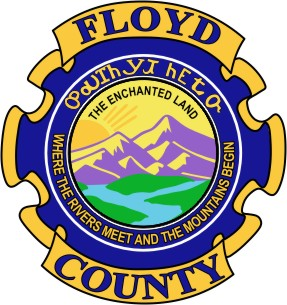 FLOYD
THE ENCHANTED LAND
WHERE THE RIVERS MEET AND THE MOUNTAINS BEGIN
COUNTY